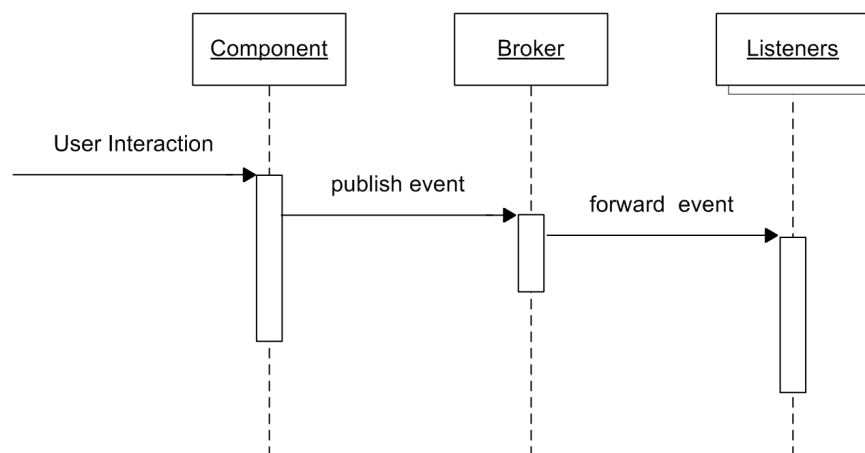 Component
Broker
Listeners
User Interaction
publish event
forward event